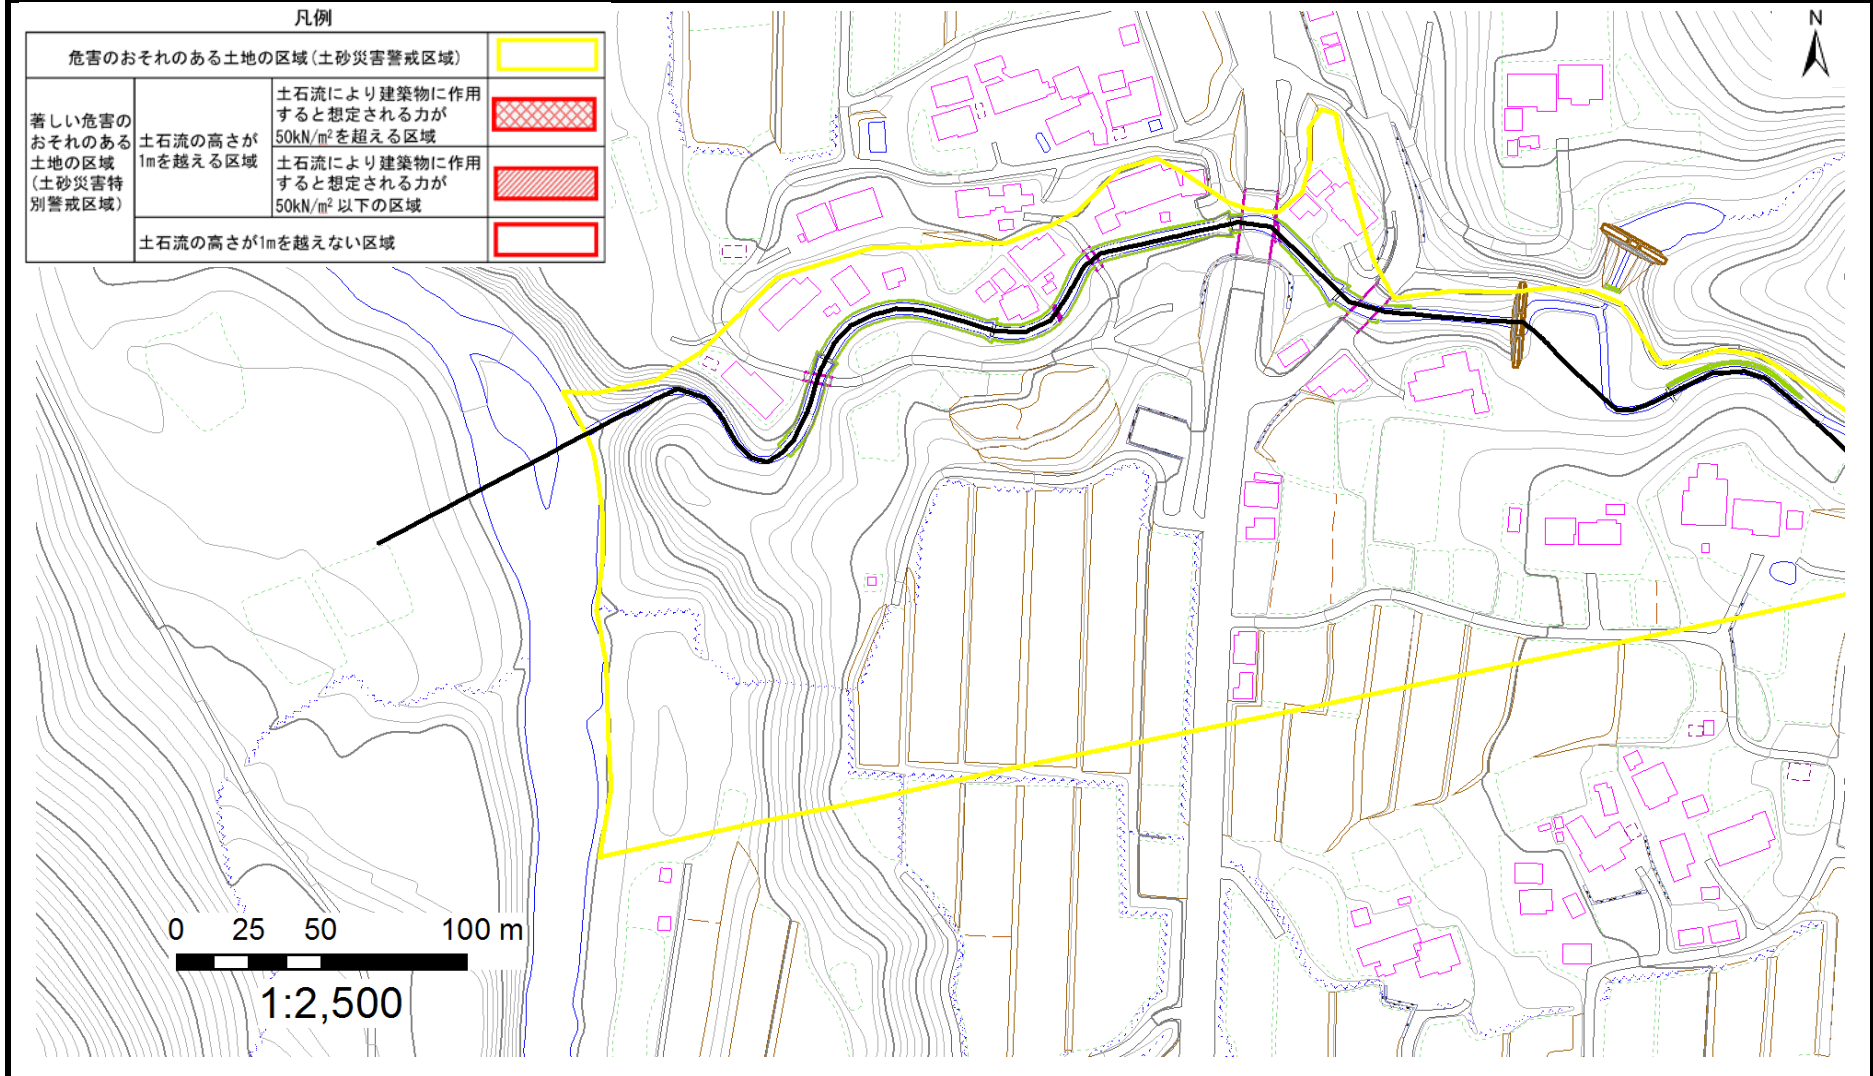 凡例
危害のおそれのある土地の区域(土砂災害警戒区域)
著しい危害の
おそれのある
土地の区域
(土砂災害特
別警戒区域)
土石流の高さが
1mを越える区域
土石流により建築物に作用
すると想定される力が
50kN/m²を超える区域
土石流により建築物に作用
すると想定される力が
50kN/m²以下の区域
土石流の高さが1mを越えない区域
N
0 25 50 100 m
1:2,500